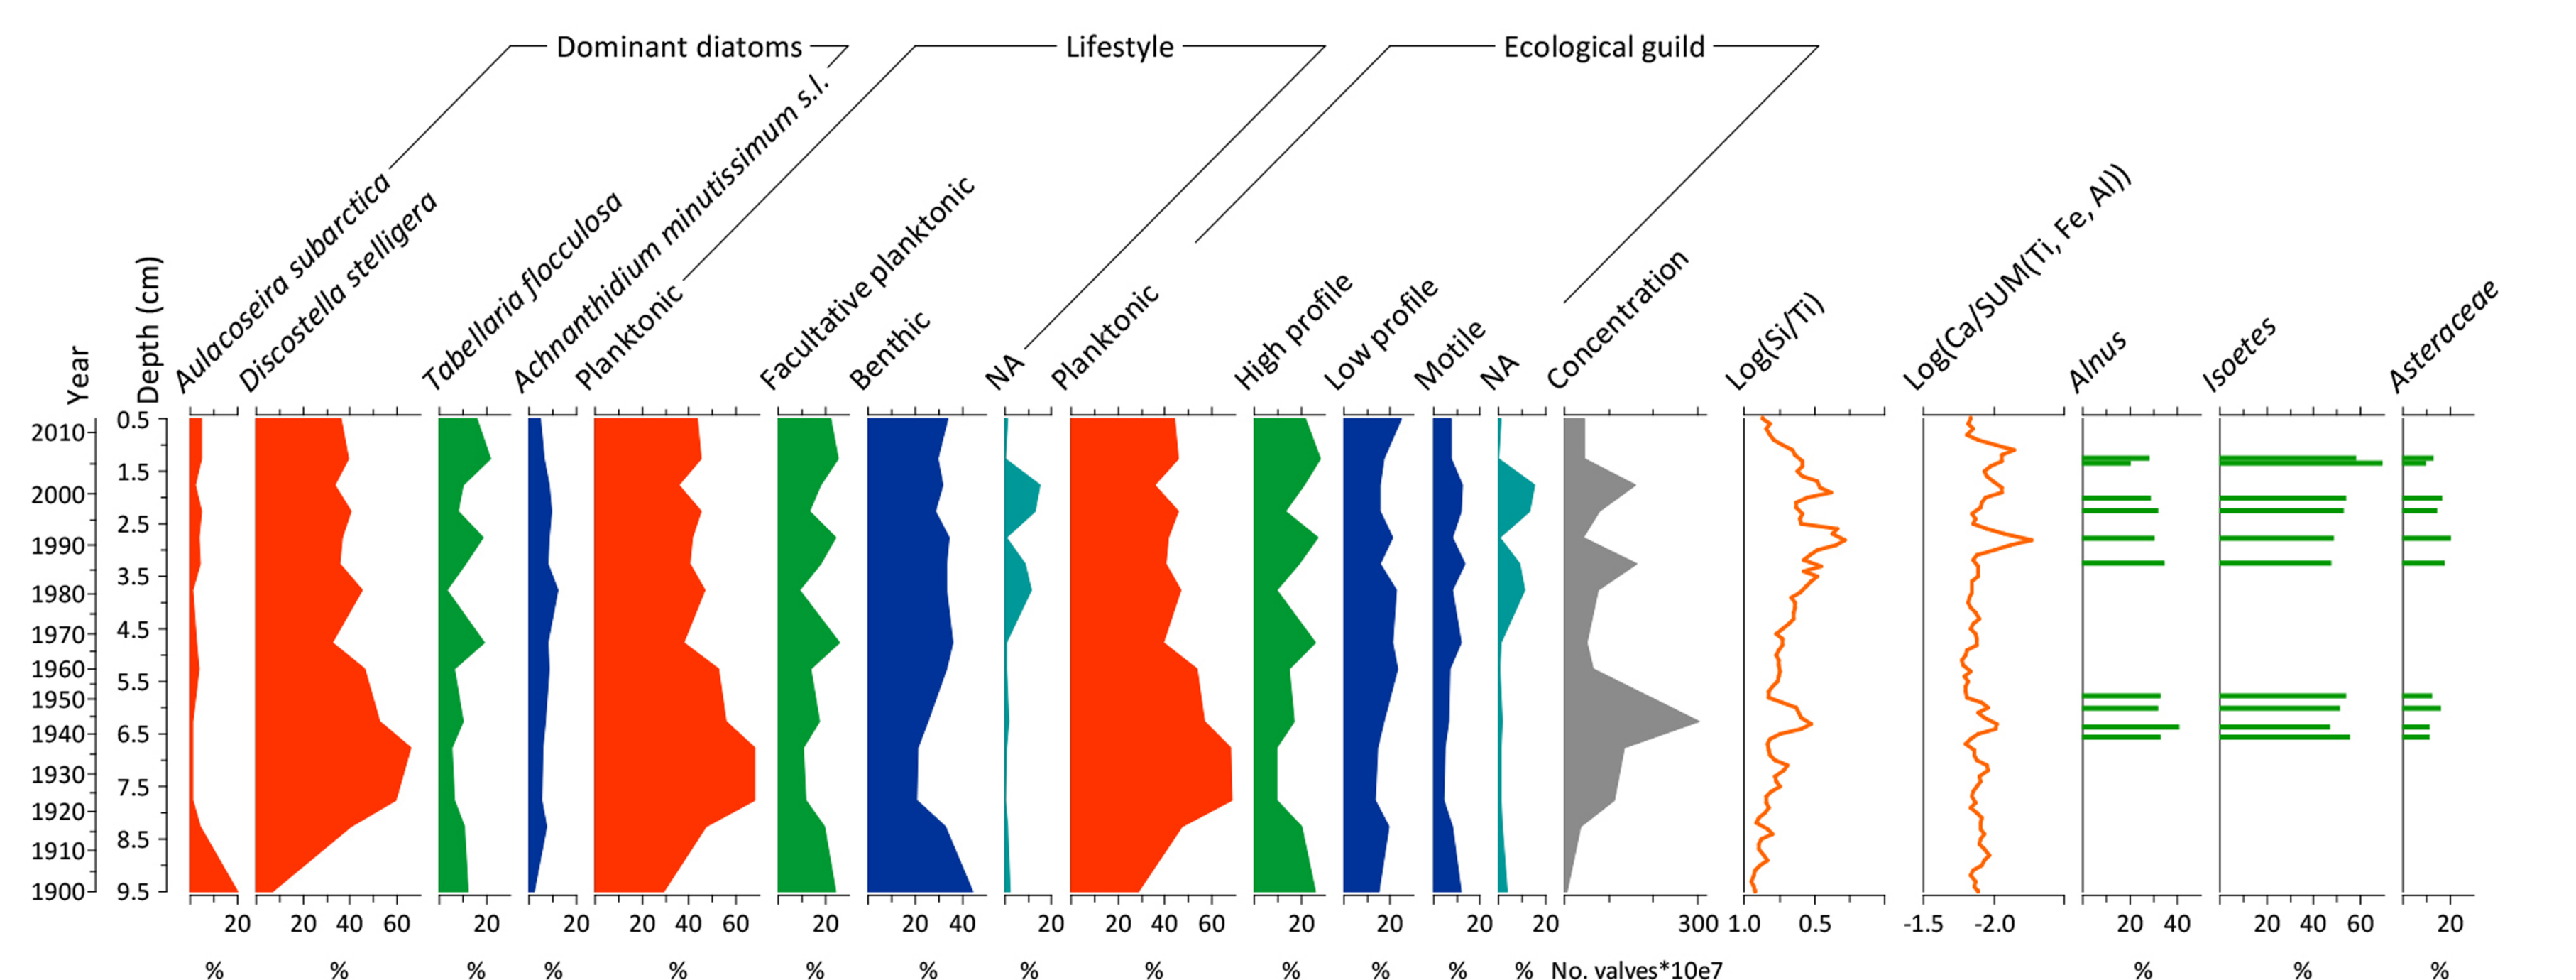 Dominant diatoms
Lifestyle
Ecological guild
Year
Depth (cm)
Aulacoseira subarctica
Discostella stelligera
Tabellaria flocculosa
Achnanthidium minutissimum s.l.
Planktonic
Facultative planktonic
Benthic
NA
Planktonic
High profile
Low profile
Motile
NA
Concentration
Log(Si/Ti)
Log(Ca/SUM(Ti, Fe, Al))
Alnus
Isoetes
Asteraceae
2010
2000
1990
1980
1970
1960
1950
1940
1930
1920
1910
1900
0.5
1.5
2.5
3.5
4.5
5.5
6.5
7.5
8.5
9.5
20 20 40 60 20 20 20 40 60 20 20 40 20 20 40 60 20 20 20 20 300 1.0 0.5 -1.5 -2.0 20 40 20 40 60 20
% % % % % % % % % % % % % No. valves*10e7 % % %